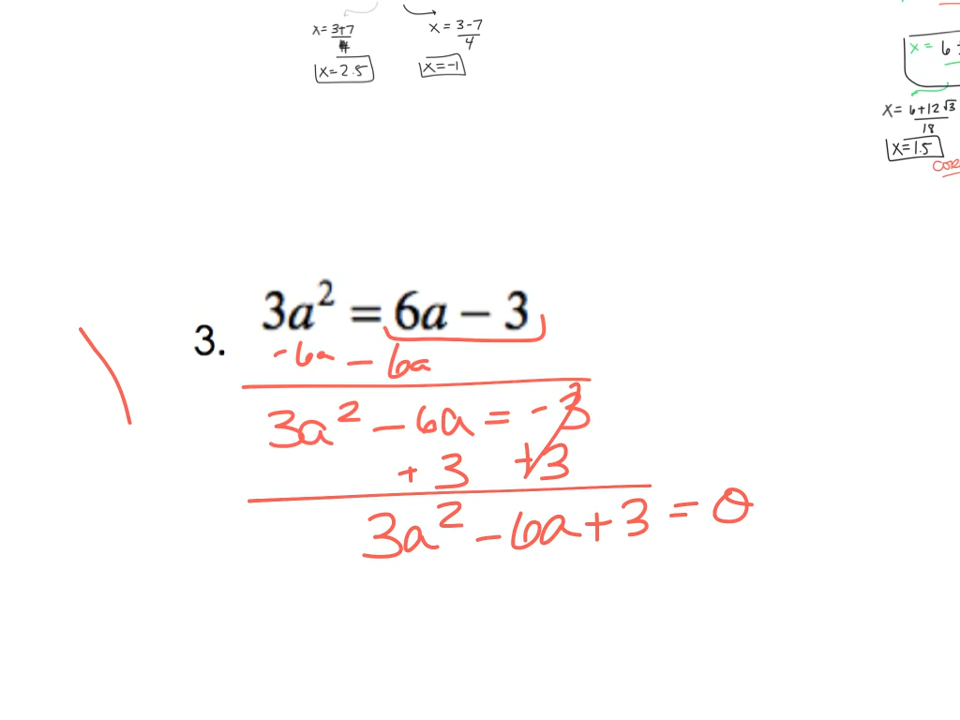 x = 3+7/4
x = 3-7/4
x = 2.5
x = -1
x = 6
x = 6+12√3/18
x = 1.5
3. 3a² = 6a − 3
-6a − 6a
3a² − 6a = -3
+ 3 +3
3a² − 6a + 3 = 0